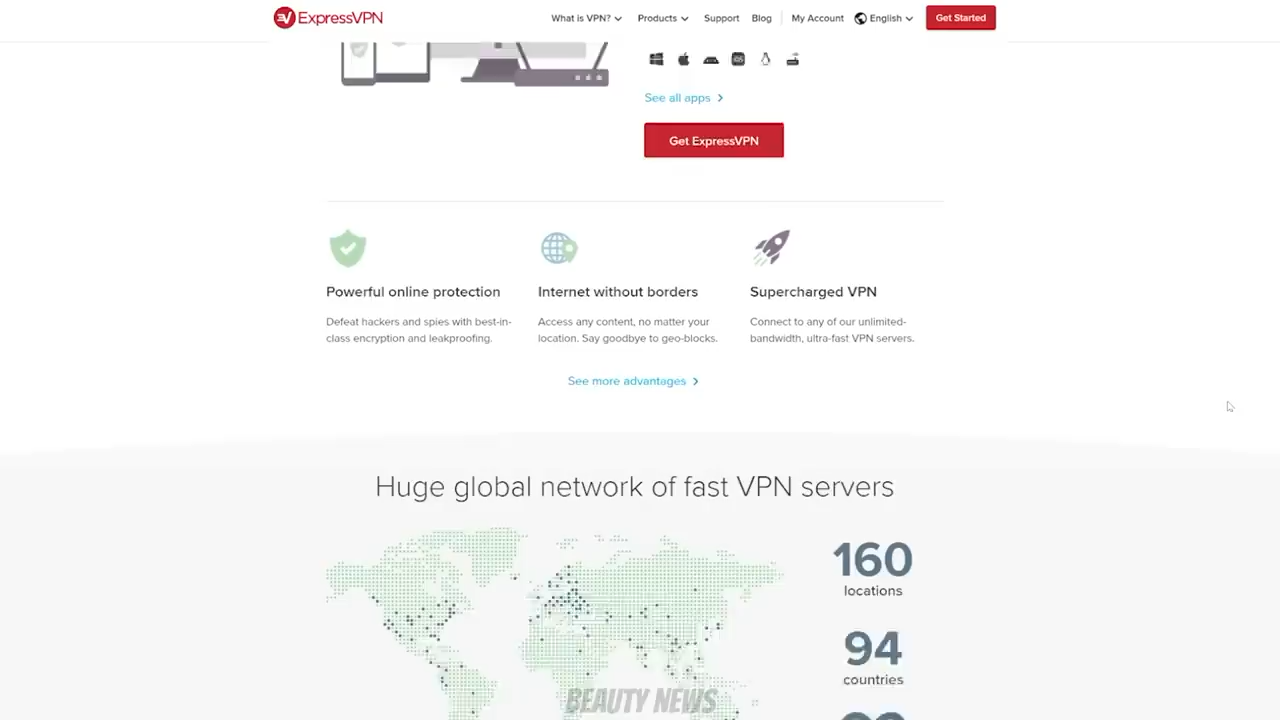 ExpressVPN
What is VPN? Products Support Blog My Account English Get Started
See all apps
Get ExpressVPN
Powerful online protection
Defeat hackers and spies with best-in-
class encryption and leakproofing.
Internet without borders
Access any content, no matter your
location. Say goodbye to geo-blocks.
Supercharged VPN
Connect to any of our unlimited-
bandwidth, ultra-fast VPN servers.
See more advantages
Huge global network of fast VPN servers
160
locations
94
countries
BEAUTY NEWS